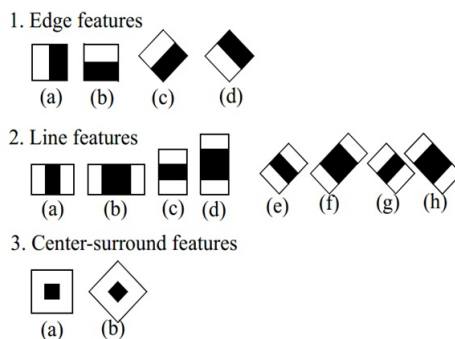 1. Edge features
(a) (b) (c) (d)
2. Line features
(a) (b) (c) (d) (e) (f) (g) (h)
3. Center-surround features
(a) (b)